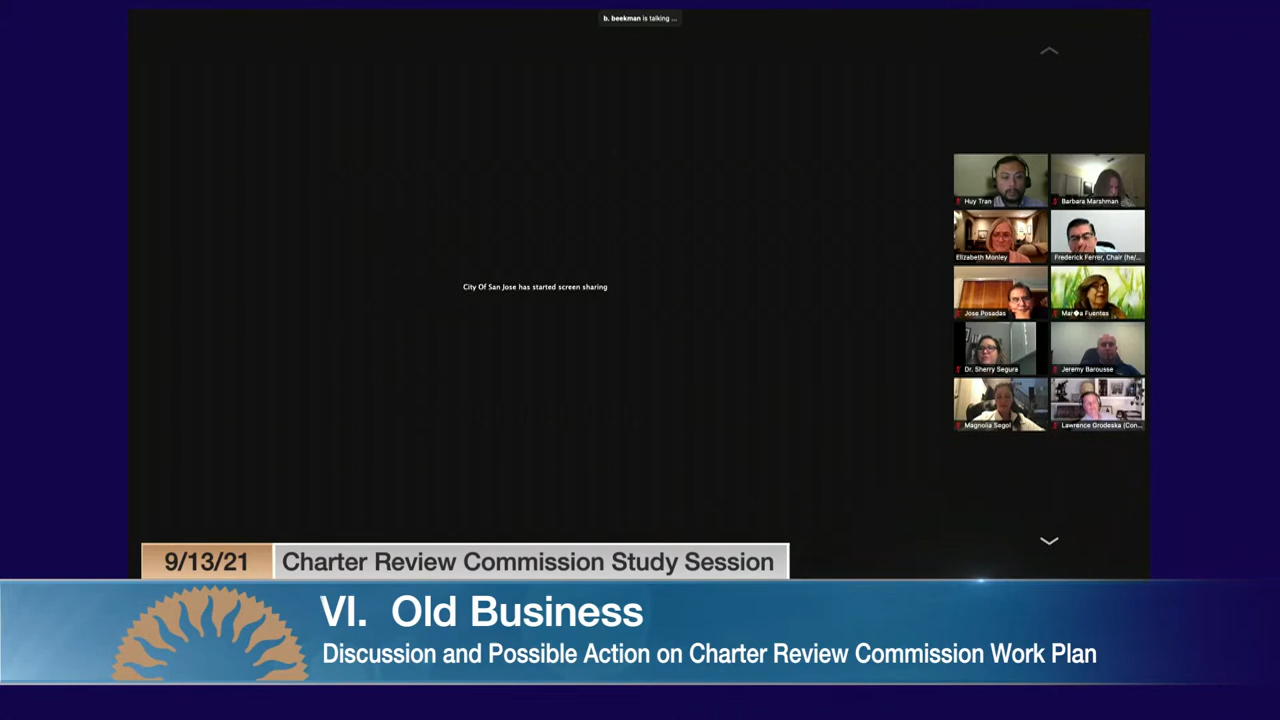 b. beekman is talking ...
Huy Tran
Barbara Marshman
Elizabeth Monley
Frederick Ferrer, Chair (he/...
City Of San Jose has started screen sharing
Jose Posadas
Mar�a Fuentes
Dr. Sherry Segura
Jeremy Barousse
Magnolia Segol
Lawrence Grodeska (Con...
9/13/21
Charter Review Commission Study Session
VI. Old Business
Discussion and Possible Action on Charter Review Commission Work Plan